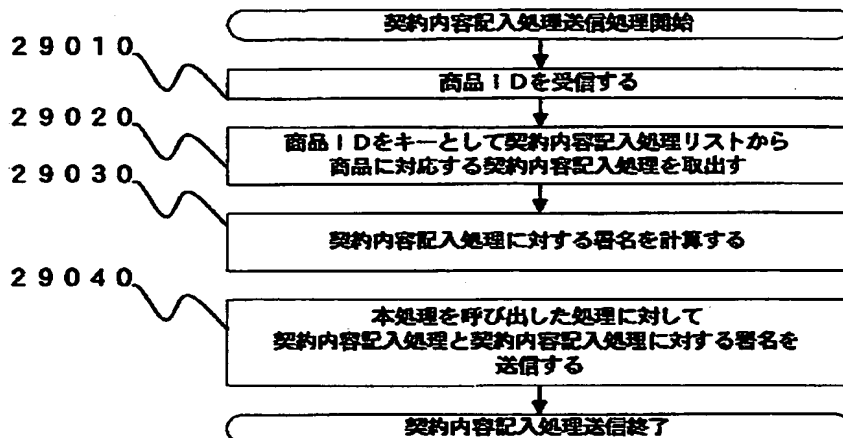 契約内容記入処理送信処理開始
29010
商品IDを受信する
29020
商品IDをキーとして契約内容記入処理リストから
商品に対応する契約内容記入処理を取出す
29030
契約内容記入処理に対する署名を計算する
29040
本処理を呼び出した処理に対して
契約内容記入処理と契約内容記入処理に対する署名を
送信する
契約内容記入処理送信終了